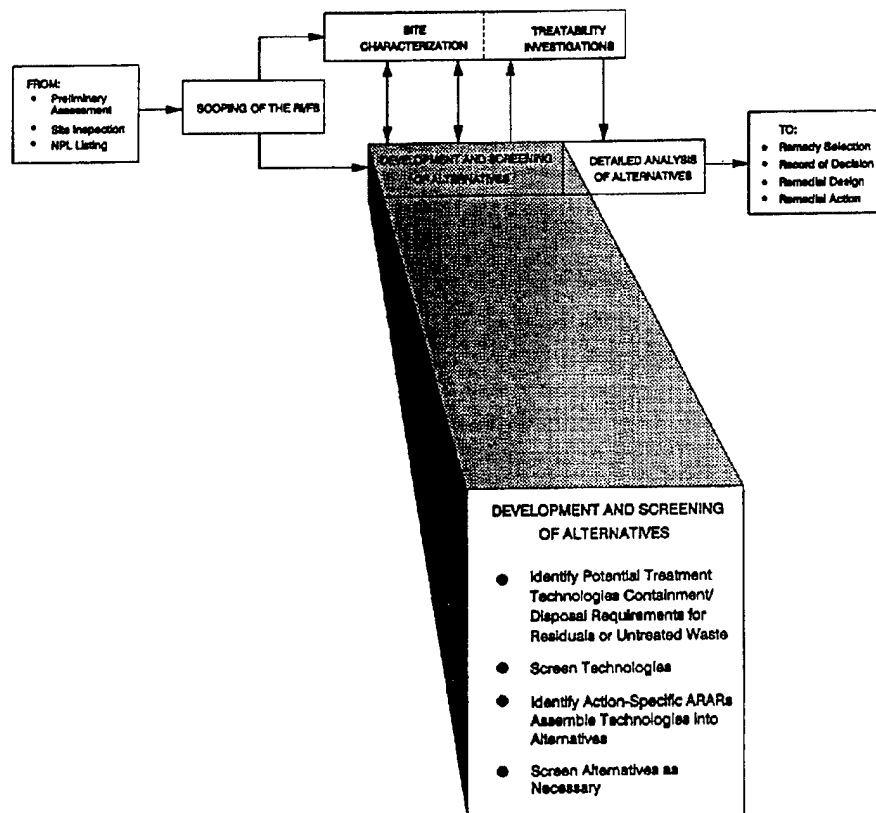 SITE
CHARACTERIZATION
TREATABILITY
INVESTIGATIONS
FROM:
• Preliminary
Assessment
• Site Inspection
• NPL Listing
SCOPING OF THE RI/FS
DEVELOPMENT AND SCREENING
OF ALTERNATIVES
DETAILED ANALYSIS
OF ALTERNATIVES
TO:
• Remedy Selection
• Record of Decision
• Remedial Design
• Remedial Action
DEVELOPMENT AND SCREENING
OF ALTERNATIVES
● Identify Potential Treatment
Technologies Containment/
Disposal Requirements for
Residuals or Untreated Waste
● Screen Technologies
● Identify Action-Specific ARARs
Assemble Technologies into
Alternatives
● Screen Alternatives as
Necessary